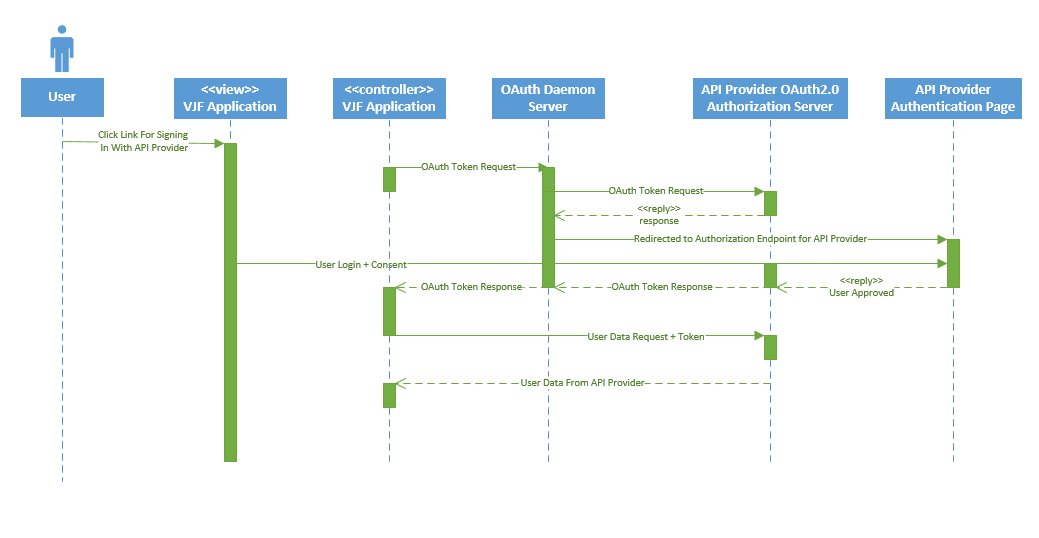 User
<<view>>
VJF Application
<<controller>>
VJF Application
OAuth Daemon
Server
API Provider OAuth2.0
Authorization Server
API Provider
Authentication Page
Click Link For Signing
In With API Provider
OAuth Token Request
OAuth Token Request
<<reply>>
response
Redirected to Authorization Endpoint for API Provider
User Login + Consent
OAuth Token Response
OAuth Token Response
<<reply>>
User Approved
User Data Request + Token
User Data From API Provider